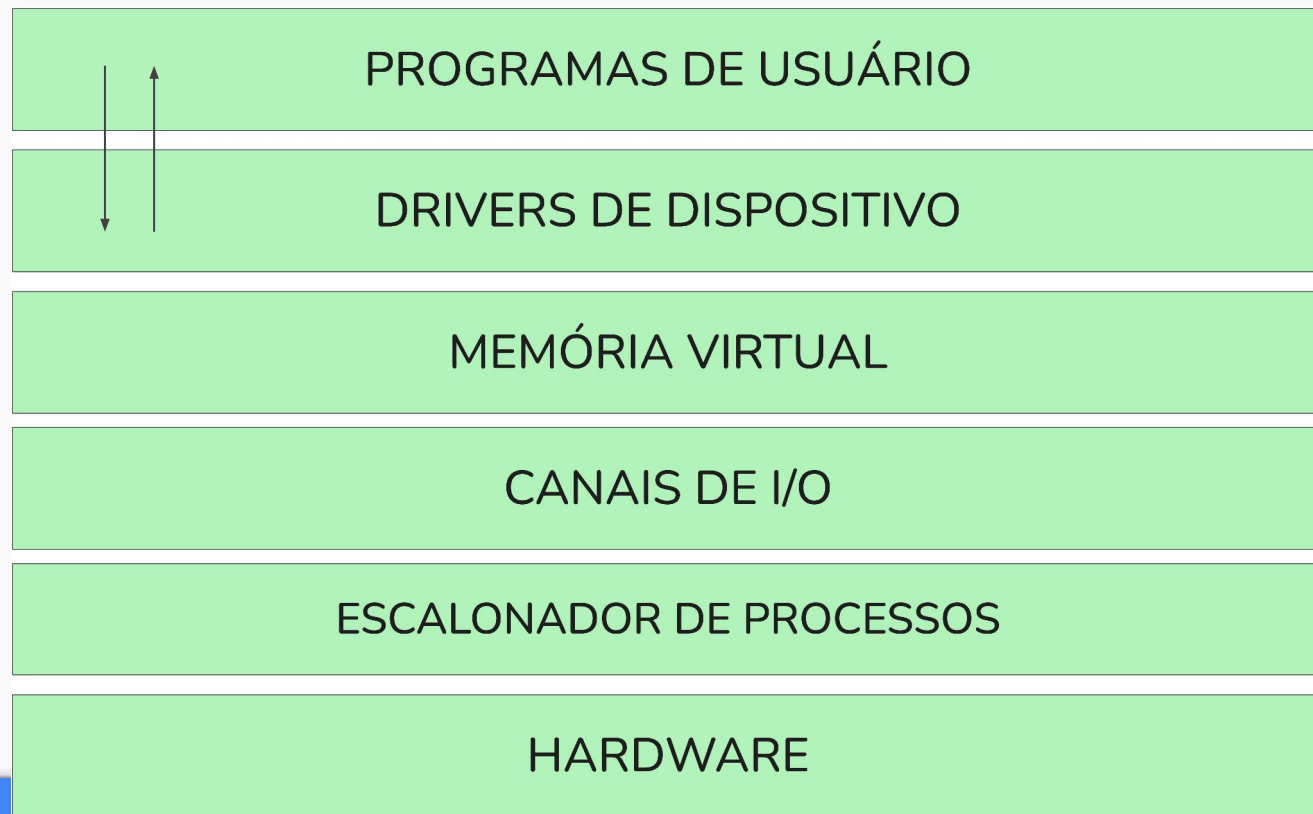 PROGRAMAS DE USUÁRIO
DRIVERS DE DISPOSITIVO
MEMÓRIA VIRTUAL
CANAIS DE I/O
ESCALONADOR DE PROCESSOS
HARDWARE